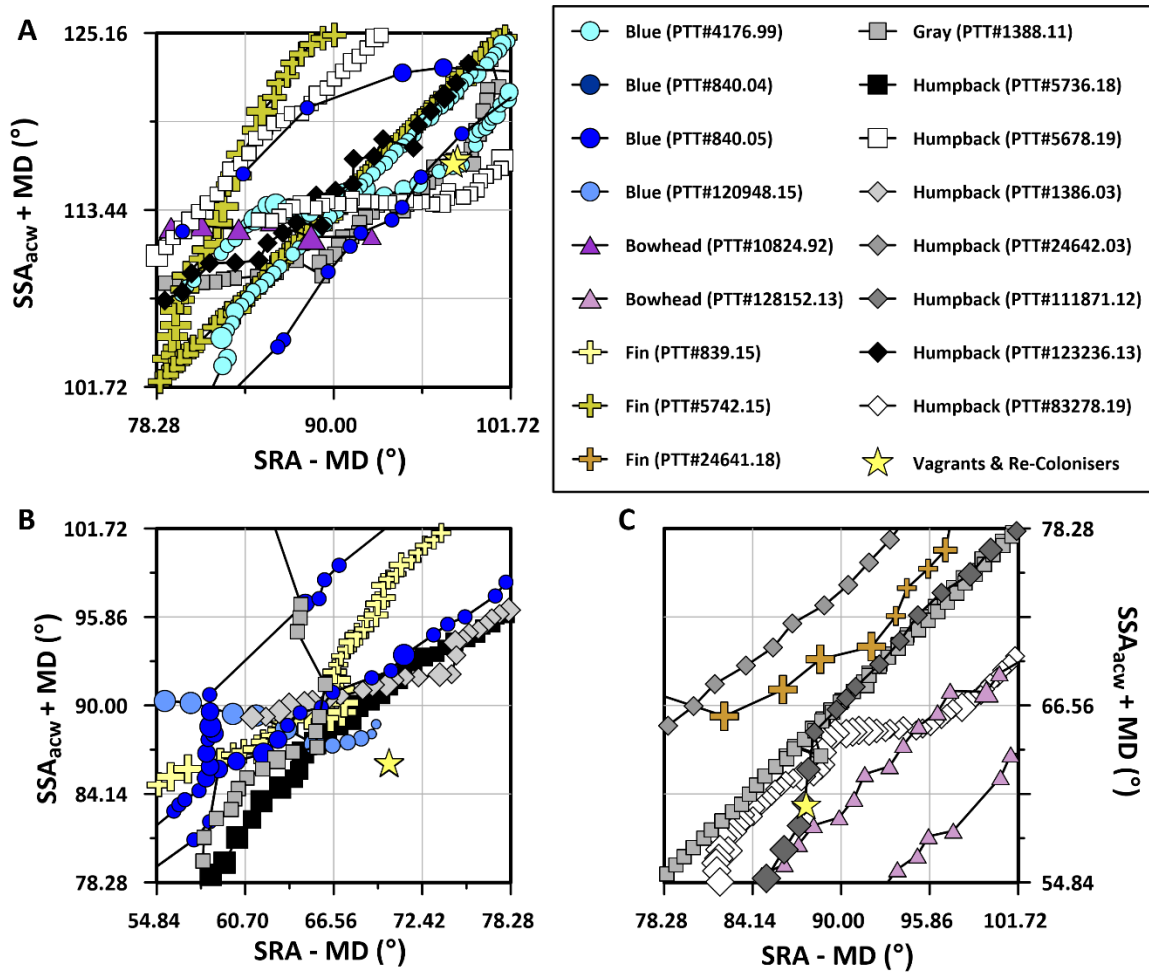 A
125.16
113.44
101.72
SSAacw + MD (°)
78.28 90.00 101.72
SRA - MD (°)
Blue (PTT#4176.99)
Blue (PTT#840.04)
Blue (PTT#840.05)
Blue (PTT#120948.15)
Bowhead (PTT#10824.92)
Bowhead (PTT#128152.13)
Fin (PTT#839.15)
Fin (PTT#5742.15)
Fin (PTT#24641.18)
Gray (PTT#1388.11)
Humpback (PTT#5736.18)
Humpback (PTT#5678.19)
Humpback (PTT#1386.03)
Humpback (PTT#24642.03)
Humpback (PTT#111871.12)
Humpback (PTT#123236.13)
Humpback (PTT#83278.19)
Vagrants & Re-Colonisers
B
101.72
95.86
90.00
84.14
78.28
SSAacw + MD (°)
54.84 60.70 66.56 72.42 78.28
SRA - MD (°)
C
78.28
66.56
54.84
SSAacw + MD (°)
78.28 84.14 90.00 95.86 101.72
SRA - MD (°)